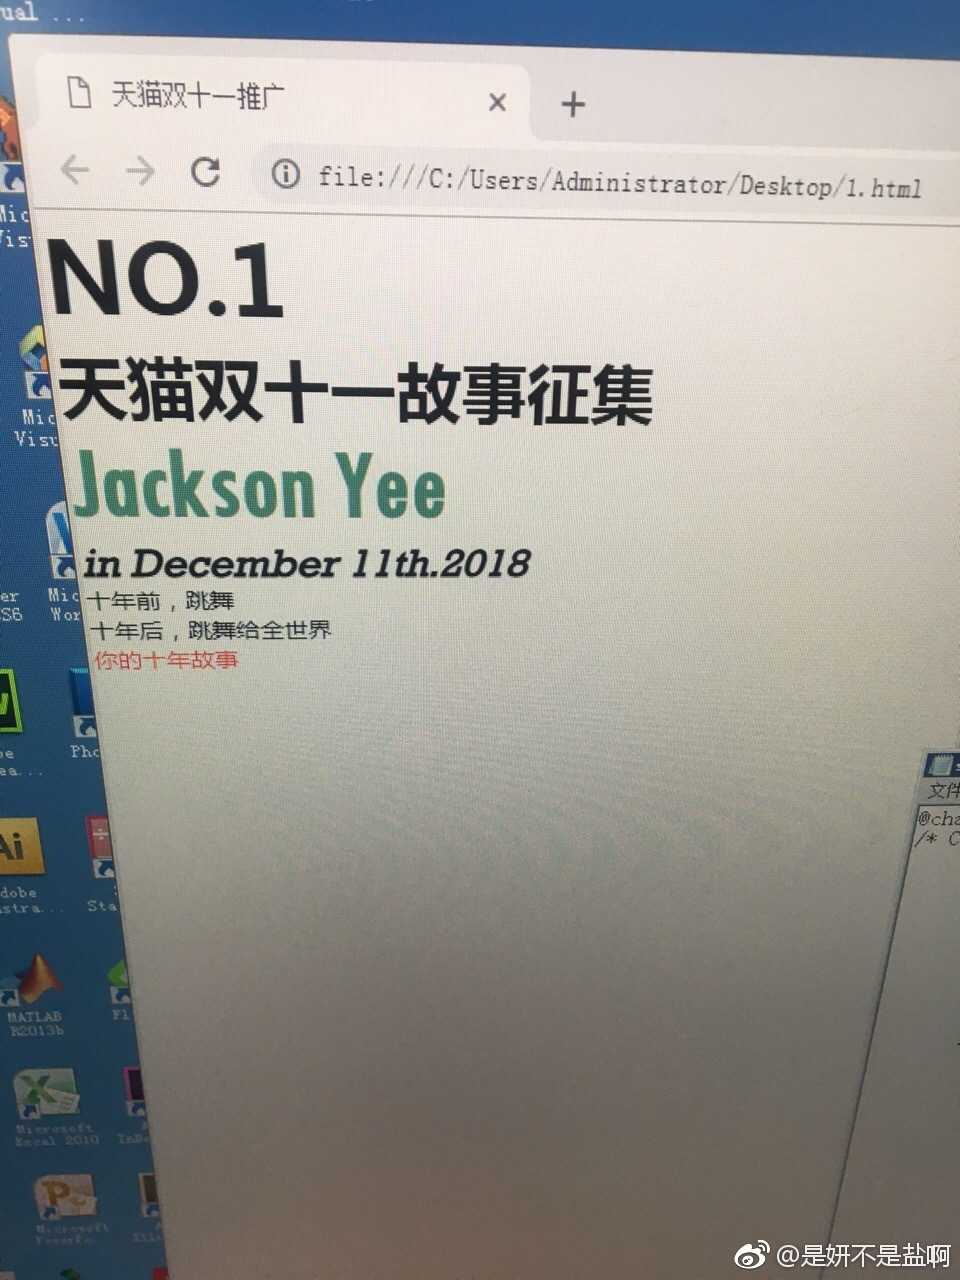 ual ...
天猫双十一推广
file:///C:/Users/Administrator/Desktop/1.html
NO.1
天猫双十一故事征集
Jackson Yee
in December 11th.2018
十年前，跳舞
十年后，跳舞给全世界
你的十年故事
Mic
Vis
Mic
Visu
er
S6
Mic
Wor
Pho
Ai
dobe
stra...
Sta
MATLAB
R2013b
Fl
Microsoft
Excel 2010
InDe
Microsoft
文件
@cha
/* C
@是妍不是盐啊